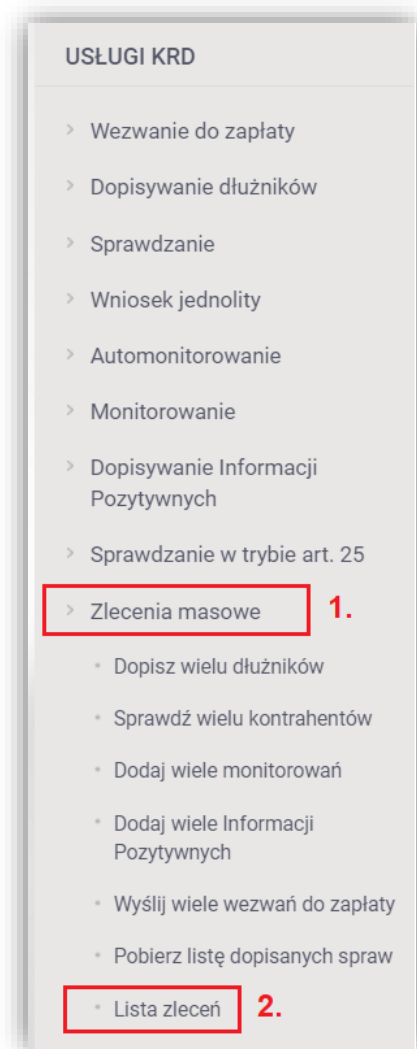 USŁUGI KRD
Wezwanie do zapłaty
Dopisywanie dłużników
Sprawdzanie
Wniosek jednolity
Automonitorowanie
Monitorowanie
Dopisywanie Informacji
Pozytywnych
Sprawdzanie w trybie art. 25
Zlecenia masowe 1.
Dopisz wielu dłużników
Sprawdź wielu kontrahentów
Dodaj wiele monitorowań
Dodaj wiele Informacji
Pozytywnych
Wyślij wiele wezwań do zapłaty
Pobierz listę dopisanych spraw
Lista zleceń 2.